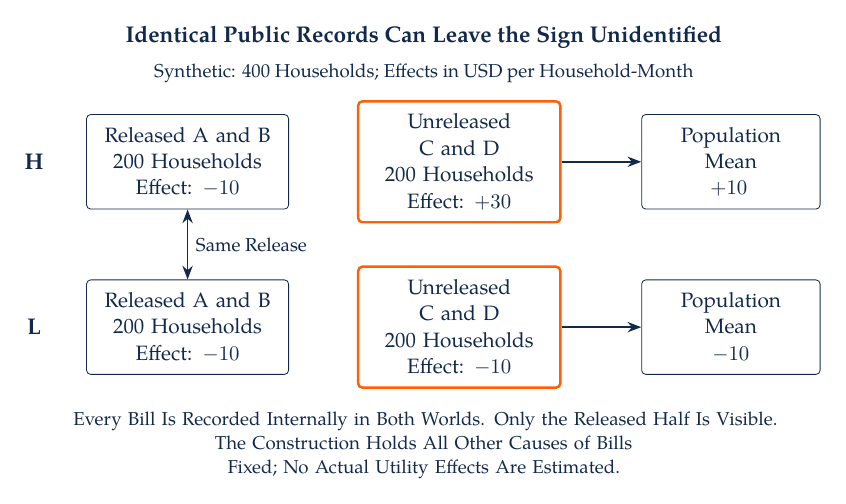 Identical Public Records Can Leave the Sign Unidentified
Synthetic: 400 Households; Effects in USD per Household-Month
H
Released A and B
200 Households
Effect: −10
Unreleased
C and D
200 Households
Effect: +30
Population
Mean
+10
Same Release
L
Released A and B
200 Households
Effect: −10
Unreleased
C and D
200 Households
Effect: −10
Population
Mean
−10
Every Bill Is Recorded Internally in Both Worlds. Only the Released Half Is Visible.
The Construction Holds All Other Causes of Bills
Fixed; No Actual Utility Effects Are Estimated.